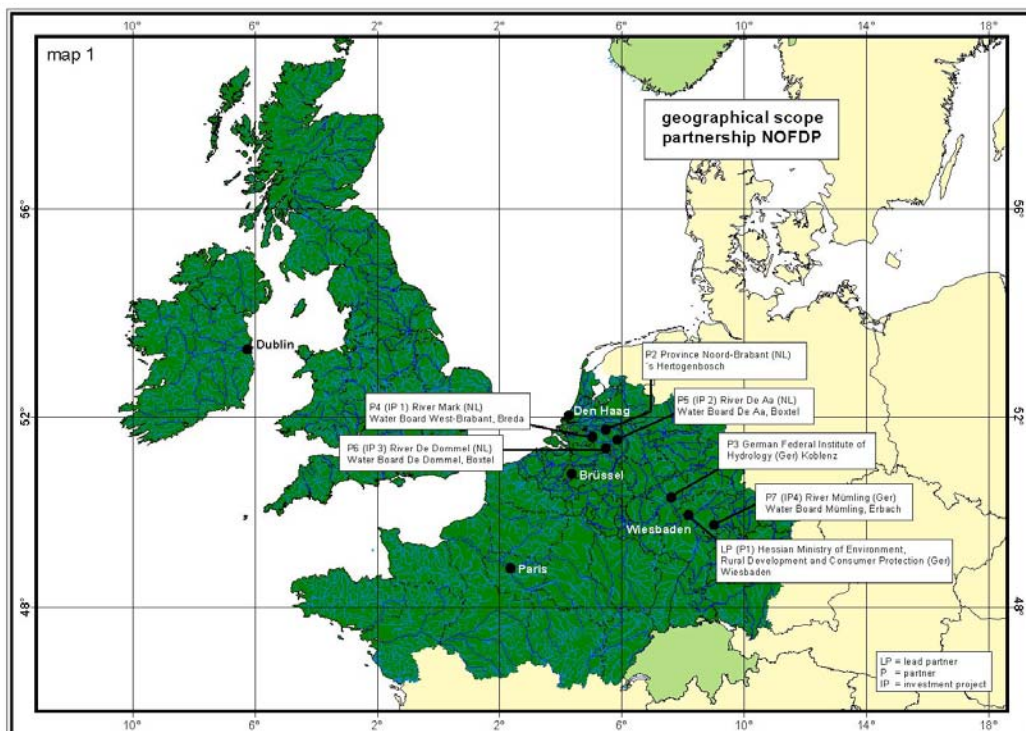 10° 6° 2° 2° 6° 10° 14° 18°
map 1
geographical scope
partnership NOFDP
56° 56°
Dublin
P2 Province Noord-Brabant (NL)
`s Hertogenbosch
P4 (IP 1) River Mark (NL)
Water Board West-Brabant, Breda
Den Haag
P5 (IP 2) River De Aa (NL)
Water Board De Aa, Boxtel
52° 52°
P6 (IP 3) River De Dommel (NL)
Water Board De Dommel, Boxtel
P3 German Federal Institute of
Hydrology (Ger) Koblenz
Brüssel
P7 (IP4) River Mümling (Ger)
Water Board Mümling, Erbach
Wiesbaden
LP (P1) Hessian Ministry of Environment,
Rural Development and Consumer Protection (Ger)
Wiesbaden
Paris
48° 48°
LP = lead partner
P = partner
IP = investment project
10° 6° 2° 2° 6° 10° 14° 18°